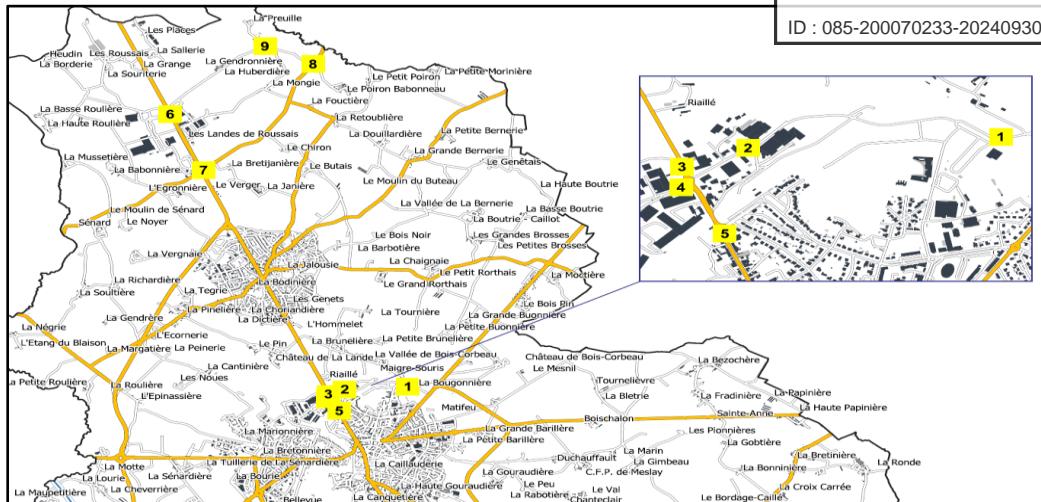 ID : 085-200070233-20240930
La Preuille
Les Places
9
Heudin
Les Roussais
La Sallerie
La Borderie
La Grange
La Gendronnière
8
La Souriterie
La Huberdière
Le Petit Poiron
La Petite Morinière
La Mongie
Le Poiron Babonneau
La Basse Roulière
6
La Fouctière
La Haute Roulière
La Retoublière
Les Landes de Roussais
La Douillardière
La Petite Bernerie
Le Chiron
La Grande Bernerie
La Mussetière
La Bretijanière
Le Butais
Le Genêtais
La Babonnière
7
L'Egronnière
Le Verger
La Janière
Le Moulin du Buteau
La Haute Boutrie
Le Moulin de Sénard
La Vallée de La Bernerie
La Basse Boutrie
Sénard
Le Noyer
La Boutrie - Caillot
Le Bois Noir
Les Grandes Brosses
La Vergnaie
La Barbotière
Les Petites Brosses
La Jalousie
La Chaignaie
La Richardière
La Bodinière
Le Petit Rorthais
La Moctière
La Soultière
La Tegrie
Le Grand Rorthais
Les Genets
La Pinelière
La Choriandière
Le Bois Pin
La Gendrère
La Dictière
La Tournière
La Grande Bugnnière
La Négrie
L'Hommelet
La Petite Buonnière
L'Ecornerie
L'Etang du Blaison
La Margatière
La Peinerie
Le Pin
La Brunelière
La Petite Brunelière
Château de La Lande
La Vallée de Bois-Corbeau
Château de Bois-Corbeau
La Bezochère
La Cantinière
Maigre-Souris
Le Mesnil
La Petite Roulière
La Roulière
Les Noues
Riaillé
1
La Bougonnière
Tournelièvre
La Papinière
L'Epinassière
3
2
La Bletrie
La Fradinière
5
Matifeu
Boischalon
Sainte-Anne
La Haute Papinière
La Marionnière
La Grande Barillère
Les Pionnières
La Bretonnière
La Petite Barillère
La Gobtière
La Motte
La Tuillerie de La Sénardière
La Caillauderie
Duchauffault
La Marin
La Bretinière
La Ronde
La Lourie
La Sénardière
La Bourie
La Gouraudière
C.F.P. de Meslay
La Gimbeau
La Bonninière
La Maupetitière
La Cheverrière
La Haute Gouraudière
Le Peu
Le Val
La Croix Carrée
Bellevue
La Canquetière
La Rabotière
Chanteclair
Le Bordage-Caille
Riaillé
1
2
3
4
5